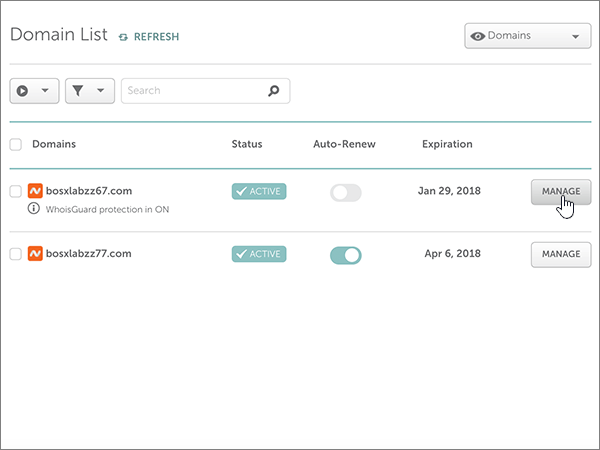 Domain List REFRESH Domains
Search
Domains Status Auto-Renew Expiration
bosxlabzz67.com ACTIVE Jan 29, 2018 MANAGE
WhoisGuard protection in ON
bosxlabzz77.com ACTIVE Apr 6, 2018 MANAGE